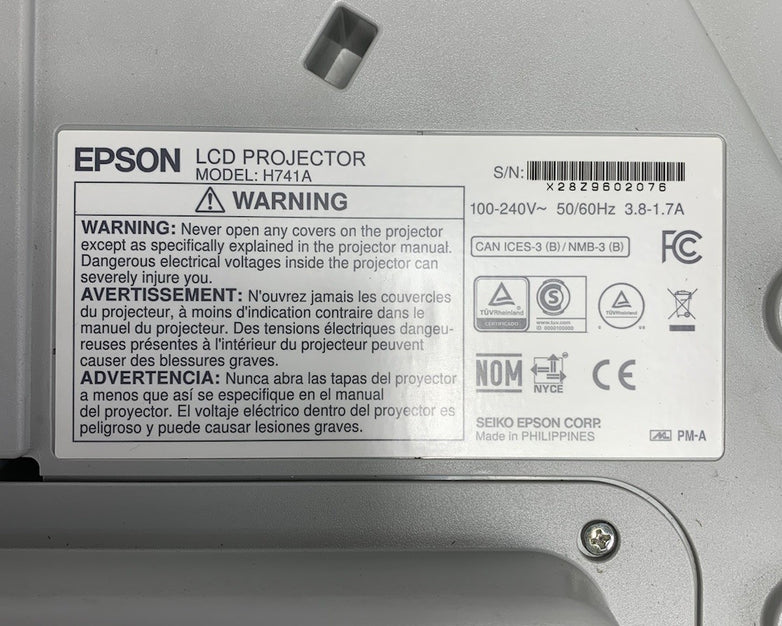 EPSON LCD PROJECTOR
MODEL: H741A
WARNING
WARNING: Never open any covers on the projector
except as specifically explained in the projector manual.
Dangerous electrical voltages inside the projector can
severely injure you.
AVERTISSEMENT: N'ouvrez jamais les couvercles
du projecteur, à moins d'indication contraire dans le
manuel du projecteur. Des tensions électriques dange-
reuses présentes à l'intérieur du projecteur peuvent
causer des blessures graves.
ADVERTENCIA: Nunca abra las tapas del proyector
a menos que así se especifique en el manual
del proyector. El voltaje eléctrico dentro del proyector es
peligroso y puede causar lesiones graves.
S/N:
X28Z9602076
100-240V~ 50/60Hz 3.8-1.7A
CAN ICES-3 (B) / NMB-3 (B)
FC
TÜVRheinland
CERTIFICADO
S
www.tuv.com
ID 0002100000
TÜVRheinland
C US
NOM
NYCE
CE
SEIKO EPSON CORP.
Made in PHILIPPINES
PM-A